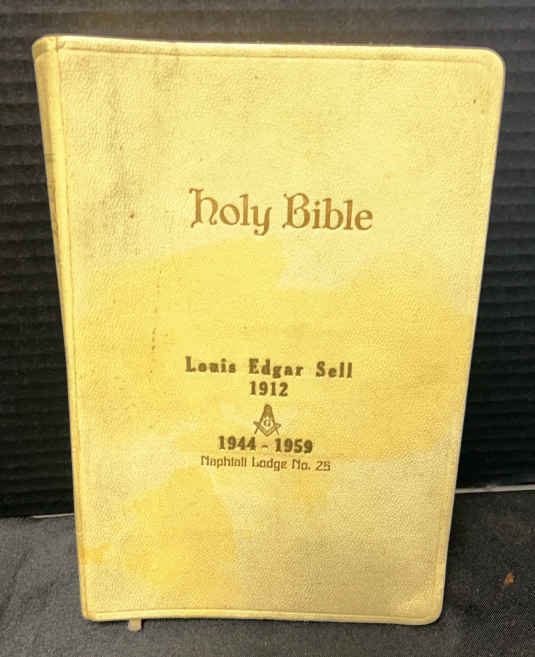 Holy Bible
Louis Edgar Sell
1912
G
1944 - 1959
Naphtali Lodge No. 25